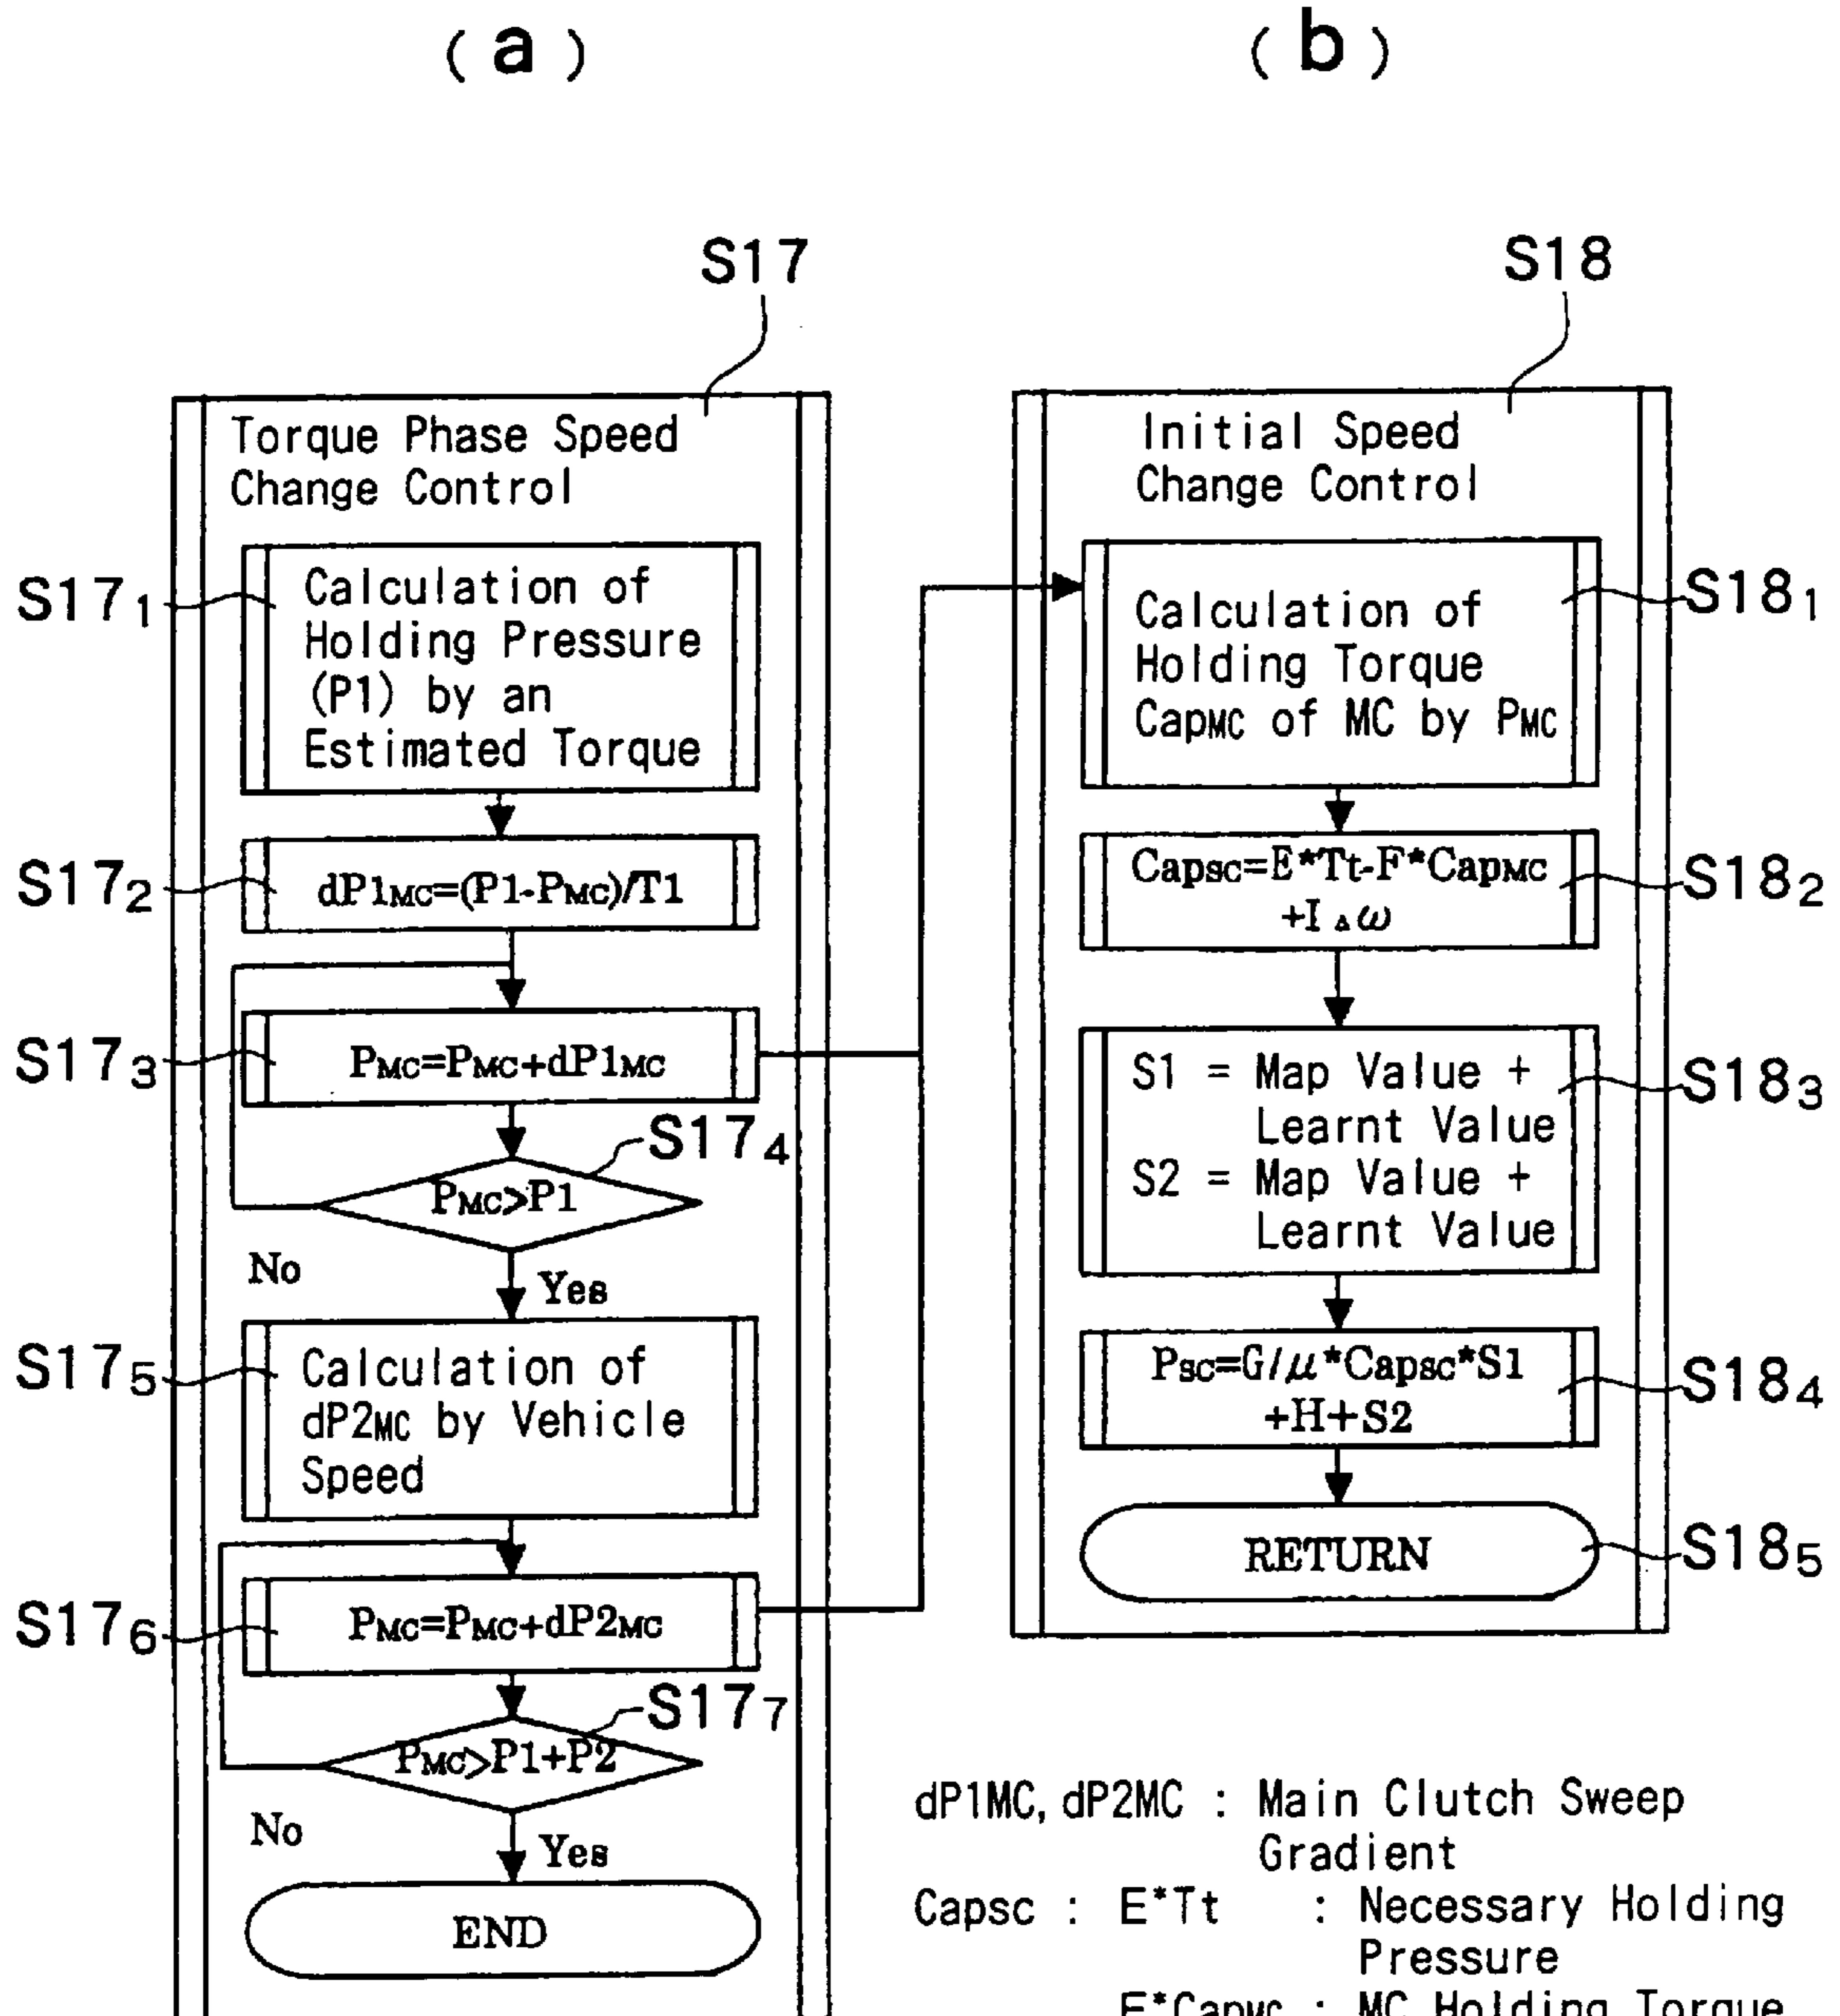 (a)
(b)
S17
Torque Phase Speed
Change Control
S171
Calculation of
Holding Pressure
(P1) by an
Estimated Torque
S172
dP1MC=(P1-PMC)/T1
S173
PMC=PMC+dP1MC
S174
PMC>P1
No
Yes
S175
Calculation of
dP2MC by Vehicle
Speed
S176
PMC=PMC+dP2MC
S177
PMC>P1+P2
No
Yes
END
S18
Initial Speed
Change Control
S181
Calculation of
Holding Torque
CapMC of MC by PMC
S182
Capsc=E*Tt-F*CapMC
+I△ω
S183
S1 = Map Value +
Learnt Value
S2 = Map Value +
Learnt Value
S184
Psc=G/μ*Capsc*S1
+H+S2
RETURN
S185
dP1MC, dP2MC : Main Clutch Sweep
Gradient
Capsc : E*Tt : Necessary Holding
Pressure
E*CapMC : MC Holding Torque